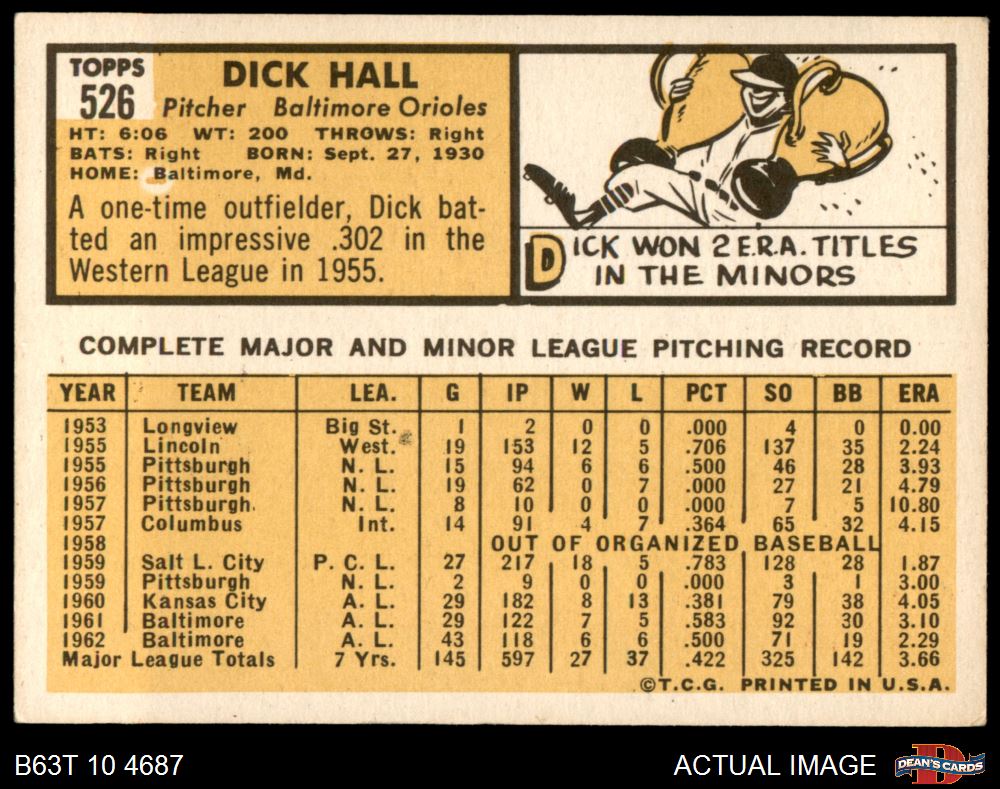 TOPPS
526
DICK HALL
Pitcher Baltimore Orioles
HT: 6:06 WT: 200 THROWS: Right
BATS: Right BORN: Sept. 27, 1930
HOME: Baltimore, Md.
A one-time outfielder, Dick bat-
ted an impressive .302 in the
Western League in 1955.
DICK WON 2 E.R.A. TITLES
IN THE MINORS
COMPLETE MAJOR AND MINOR LEAGUE PITCHING RECORD
YEAR TEAM LEA. G IP W L PCT SO BB ERA
1953 Longview Big St. 1 2 0 0 .000 4 0 0.00
1955 Lincoln West. 19 153 12 5 .706 137 35 2.24
1955 Pittsburgh N. L. 15 94 6 6 .500 46 28 3.93
1956 Pittsburgh N. L. 19 62 0 7 .000 27 21 4.79
1957 Pittsburgh. N. L. 8 10 0 0 .000 7 5 10.80
1957 Columbus Int. 14 91 4 7 .364 65 32 4.15
1958 OUT OF ORGANIZED BASEBALL
1959 Salt L. City P. C. L. 27 217 18 5 .783 128 28 1.87
1959 Pittsburgh N. L. 2 9 0 0 .000 3 1 3.00
1960 Kansas City A. L. 29 182 8 13 .381 79 38 4.05
1961 Baltimore A. L. 29 122 7 5 .583 92 30 3.10
1962 Baltimore A. L. 43 118 6 6 .500 71 19 2.29
Major League Totals 7 Yrs. 145 597 27 37 .422 325 142 3.66
©T.C.G. PRINTED IN U.S.A.
B63T 10 4687
ACTUAL IMAGE
DEAN'S CARDS